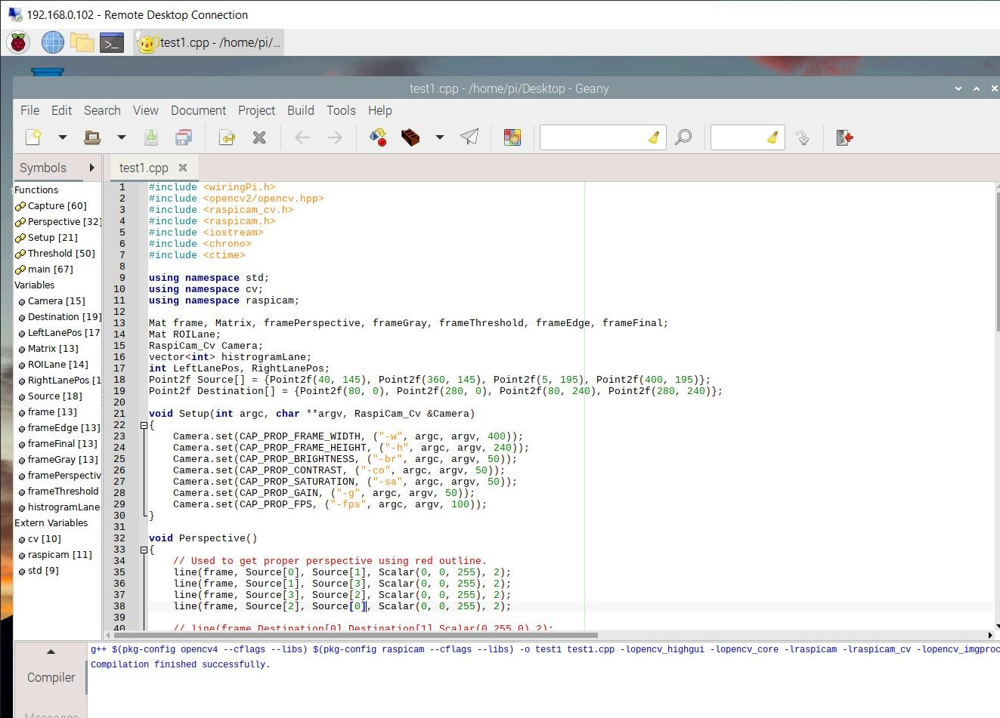 192.168.0.102 - Remote Desktop Connection
test1.cpp - /home/pi/...
test1.cpp - /home/pi/Desktop - Geany
File Edit Search View Document Project Build Tools Help
Symbols
test1.cpp
Functions
Capture [60]
Perspective [32]
Setup [21]
Threshold [50]
main [67]
Variables
Camera [15]
Destination [19]
LeftLanePos [17
Matrix [13]
ROILane [14]
RightLanePos [1
Source [18]
frame [13]
frameEdge [13]
frameFinal [13]
frameGray [13]
framePerspectiv
frameThreshold
histrogramLane
Extern Variables
cv [10]
raspicam [11]
std [9]
1 #include <wiringPi.h>
2 #include <opencv2/opencv.hpp>
3 #include <raspicam_cv.h>
4 #include <raspicam.h>
5 #include <iostream>
6 #include <chrono>
7 #include <ctime>
8
9 using namespace std;
10 using namespace cv;
11 using namespace raspicam;
12
13 Mat frame, Matrix, framePerspective, frameGray, frameThreshold, frameEdge, frameFinal;
14 Mat ROILane;
15 RaspiCam_Cv Camera;
16 vector<int> histrogramLane;
17 int LeftLanePos, RightLanePos;
18 Point2f Source[] = {Point2f(40, 145), Point2f(360, 145), Point2f(5, 195), Point2f(400, 195)};
19 Point2f Destination[] = {Point2f(80, 0), Point2f(280, 0), Point2f(80, 240), Point2f(280, 240)};
20
21 void Setup(int argc, char **argv, RaspiCam_Cv &Camera)
22 {
23 Camera.set(CAP_PROP_FRAME_WIDTH, ("-w", argc, argv, 400));
24 Camera.set(CAP_PROP_FRAME_HEIGHT, ("-h", argc, argv, 240));
25 Camera.set(CAP_PROP_BRIGHTNESS, ("-br", argc, argv, 50));
26 Camera.set(CAP_PROP_CONTRAST, ("-co", argc, argv, 50));
27 Camera.set(CAP_PROP_SATURATION, ("-sa", argc, argv, 50));
28 Camera.set(CAP_PROP_GAIN, ("-g", argc, argv, 50));
29 Camera.set(CAP_PROP_FPS, ("-fps", argc, argv, 100));
30 }
31
32 void Perspective()
33 {
34 // Used to get proper perspective using red outline.
35 line(frame, Source[0], Source[1], Scalar(0, 0, 255), 2);
36 line(frame, Source[1], Source[3], Scalar(0, 0, 255), 2);
37 line(frame, Source[3], Source[2], Scalar(0, 0, 255), 2);
38 line(frame, Source[2], Source[0], Scalar(0, 0, 255), 2);
39
40 // line(frame,Destination[0],Destination[1],Scalar(0,255,0),2);
Compiler
Messages
g++ $(pkg-config opencv4 --cflags --libs) $(pkg-config raspicam --cflags --libs) -o test1 test1.cpp -lopencv_highgui -lopencv_core -lraspicam -lraspicam_cv -lopencv_imgproc
Compilation finished successfully.